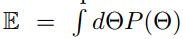 𝔼 = ∫ dΘP(Θ)